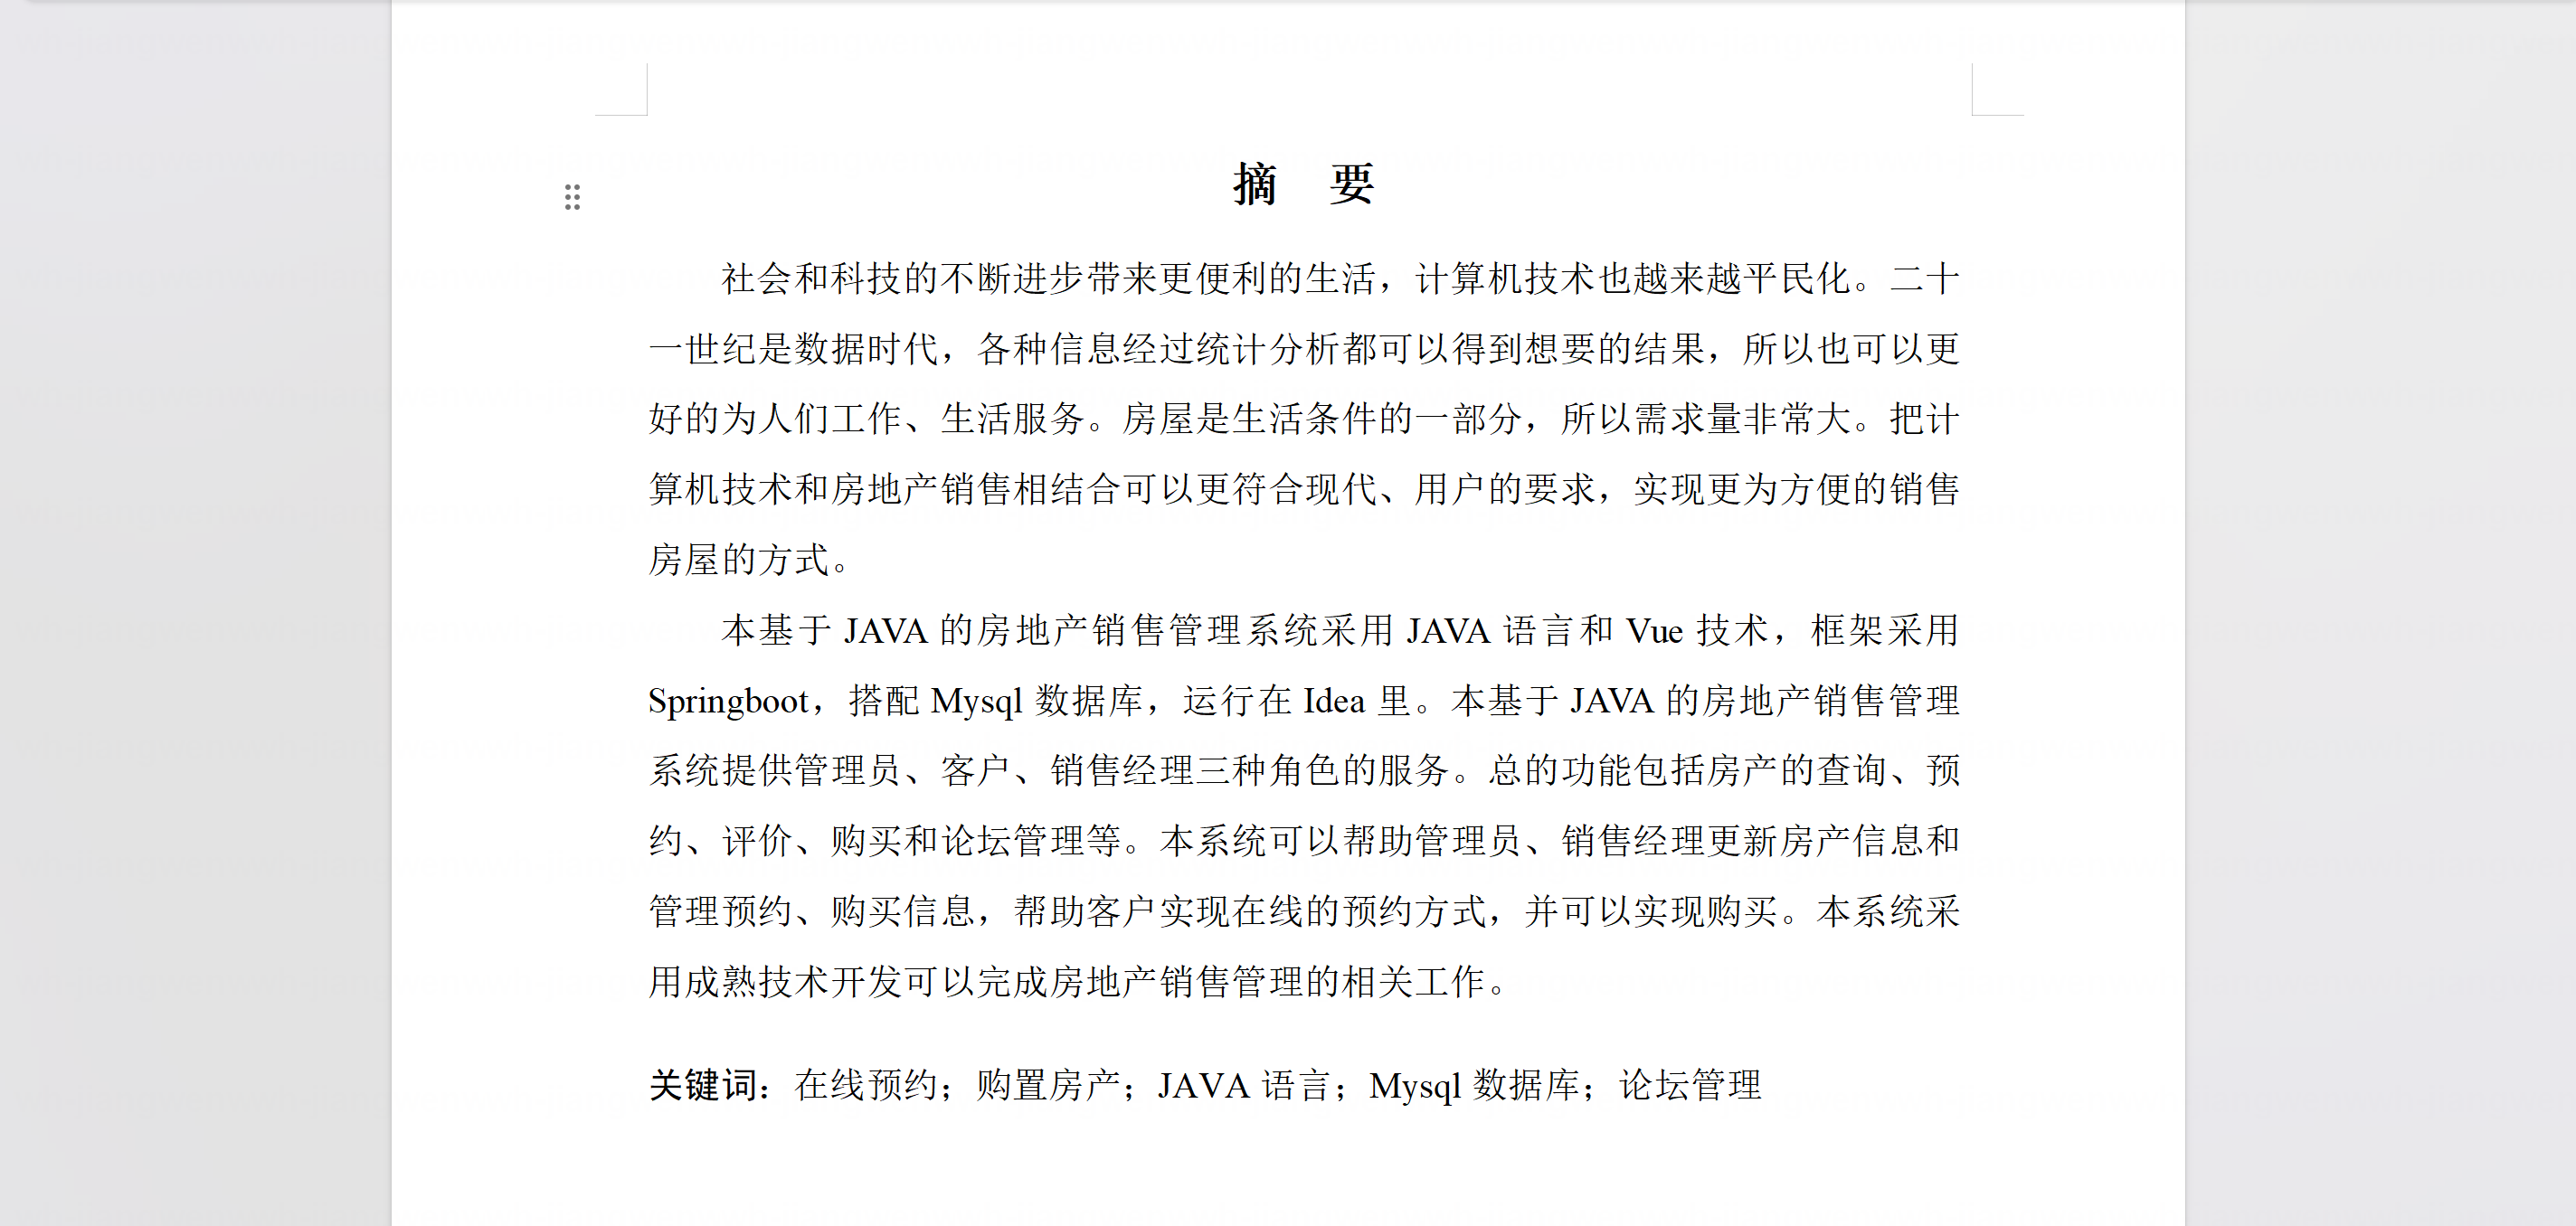 摘　要
社会和科技的不断进步带来更便利的生活，计算机技术也越来越平民化。二十
一世纪是数据时代，各种信息经过统计分析都可以得到想要的结果，所以也可以更
好的为人们工作、生活服务。房屋是生活条件的一部分，所以需求量非常大。把计
算机技术和房地产销售相结合可以更符合现代、用户的要求，实现更为方便的销售
房屋的方式。
本基于 JAVA 的房地产销售管理系统采用 JAVA 语言和 Vue 技术，框架采用
Springboot，搭配 Mysql 数据库，运行在 Idea 里。本基于 JAVA 的房地产销售管理
系统提供管理员、客户、销售经理三种角色的服务。总的功能包括房产的查询、预
约、评价、购买和论坛管理等。本系统可以帮助管理员、销售经理更新房产信息和
管理预约、购买信息，帮助客户实现在线的预约方式，并可以实现购买。本系统采
用成熟技术开发可以完成房地产销售管理的相关工作。
关键词：在线预约；购置房产；JAVA 语言；Mysql 数据库；论坛管理